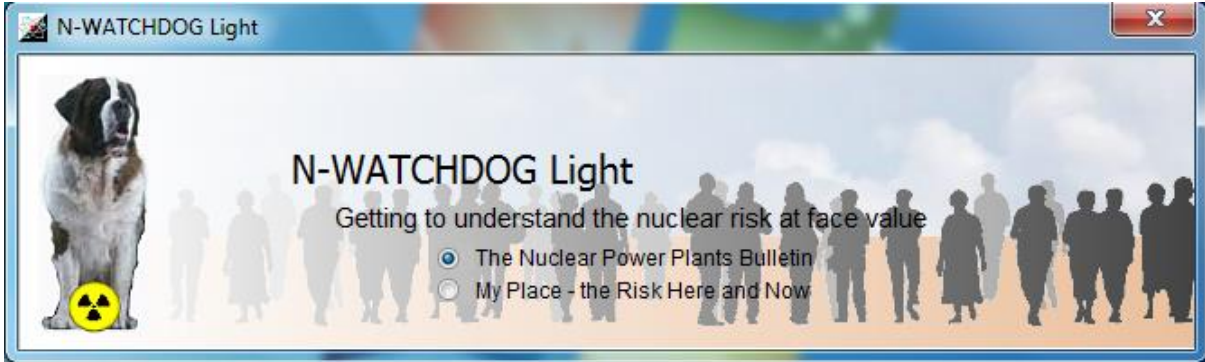 N-WATCHDOG Light
N-WATCHDOG Light
Getting to understand the nuclear risk at face value
The Nuclear Power Plants Bulletin
My Place - the Risk Here and Now